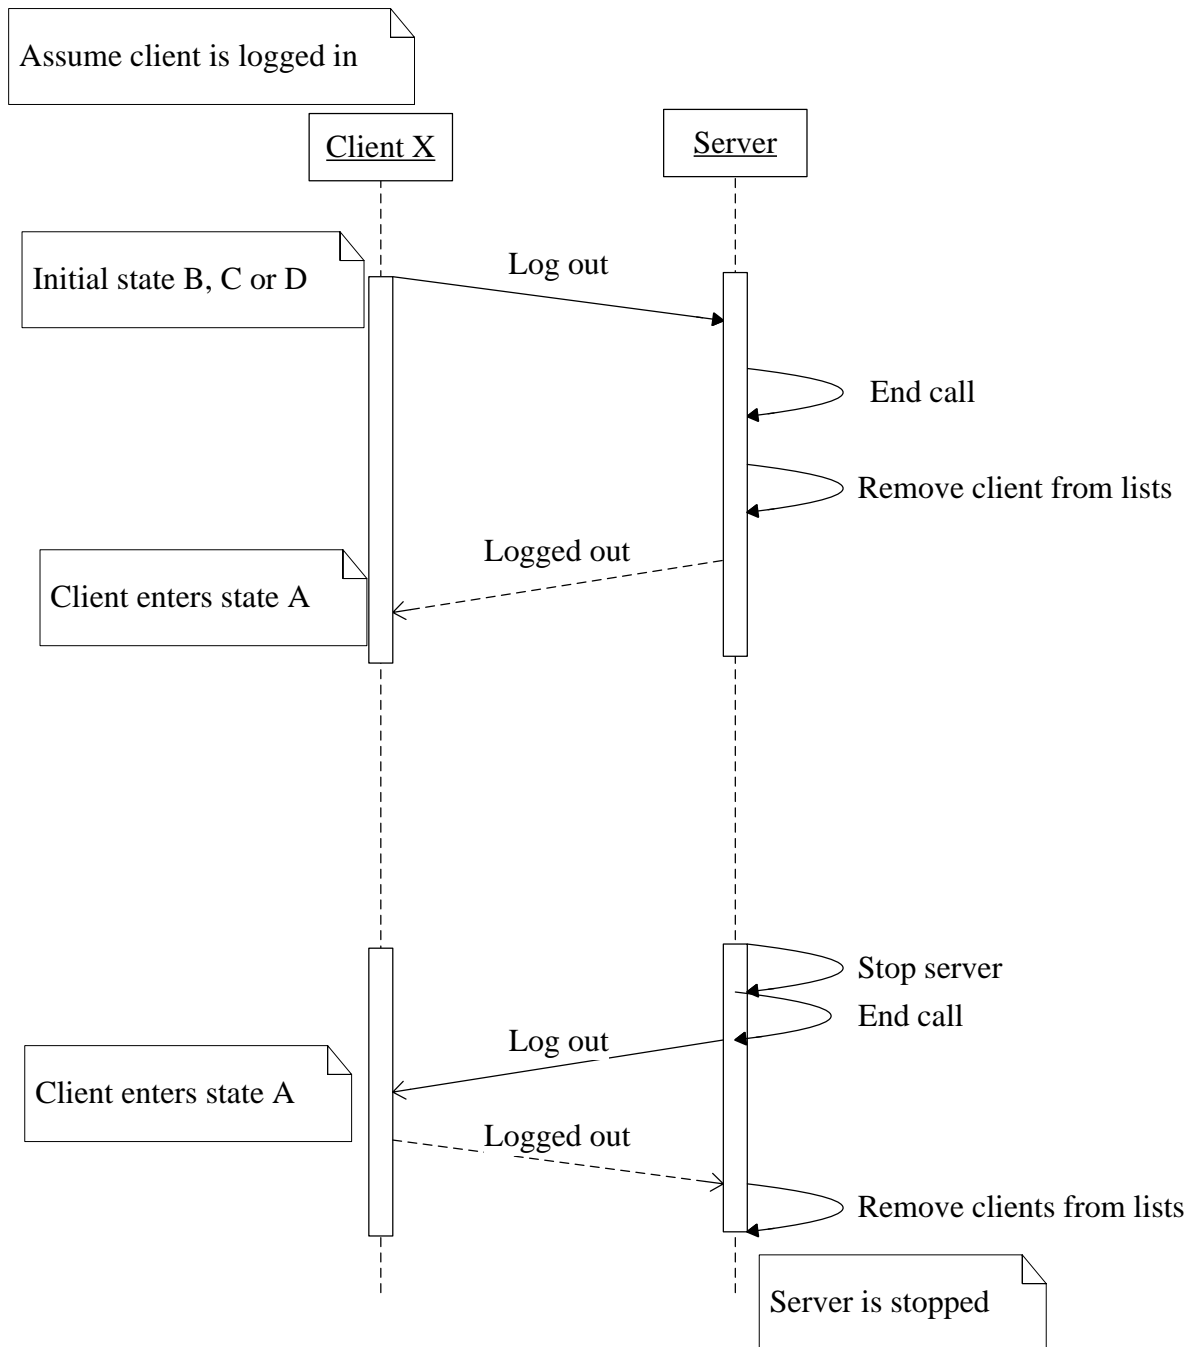 Assume client is logged in
Client X
Server
Initial state B, C or D
Log out
End call
Remove client from lists
Logged out
Client enters state A
Stop server
End call
Log out
Client enters state A
Logged out
Remove clients from lists
Server is stopped